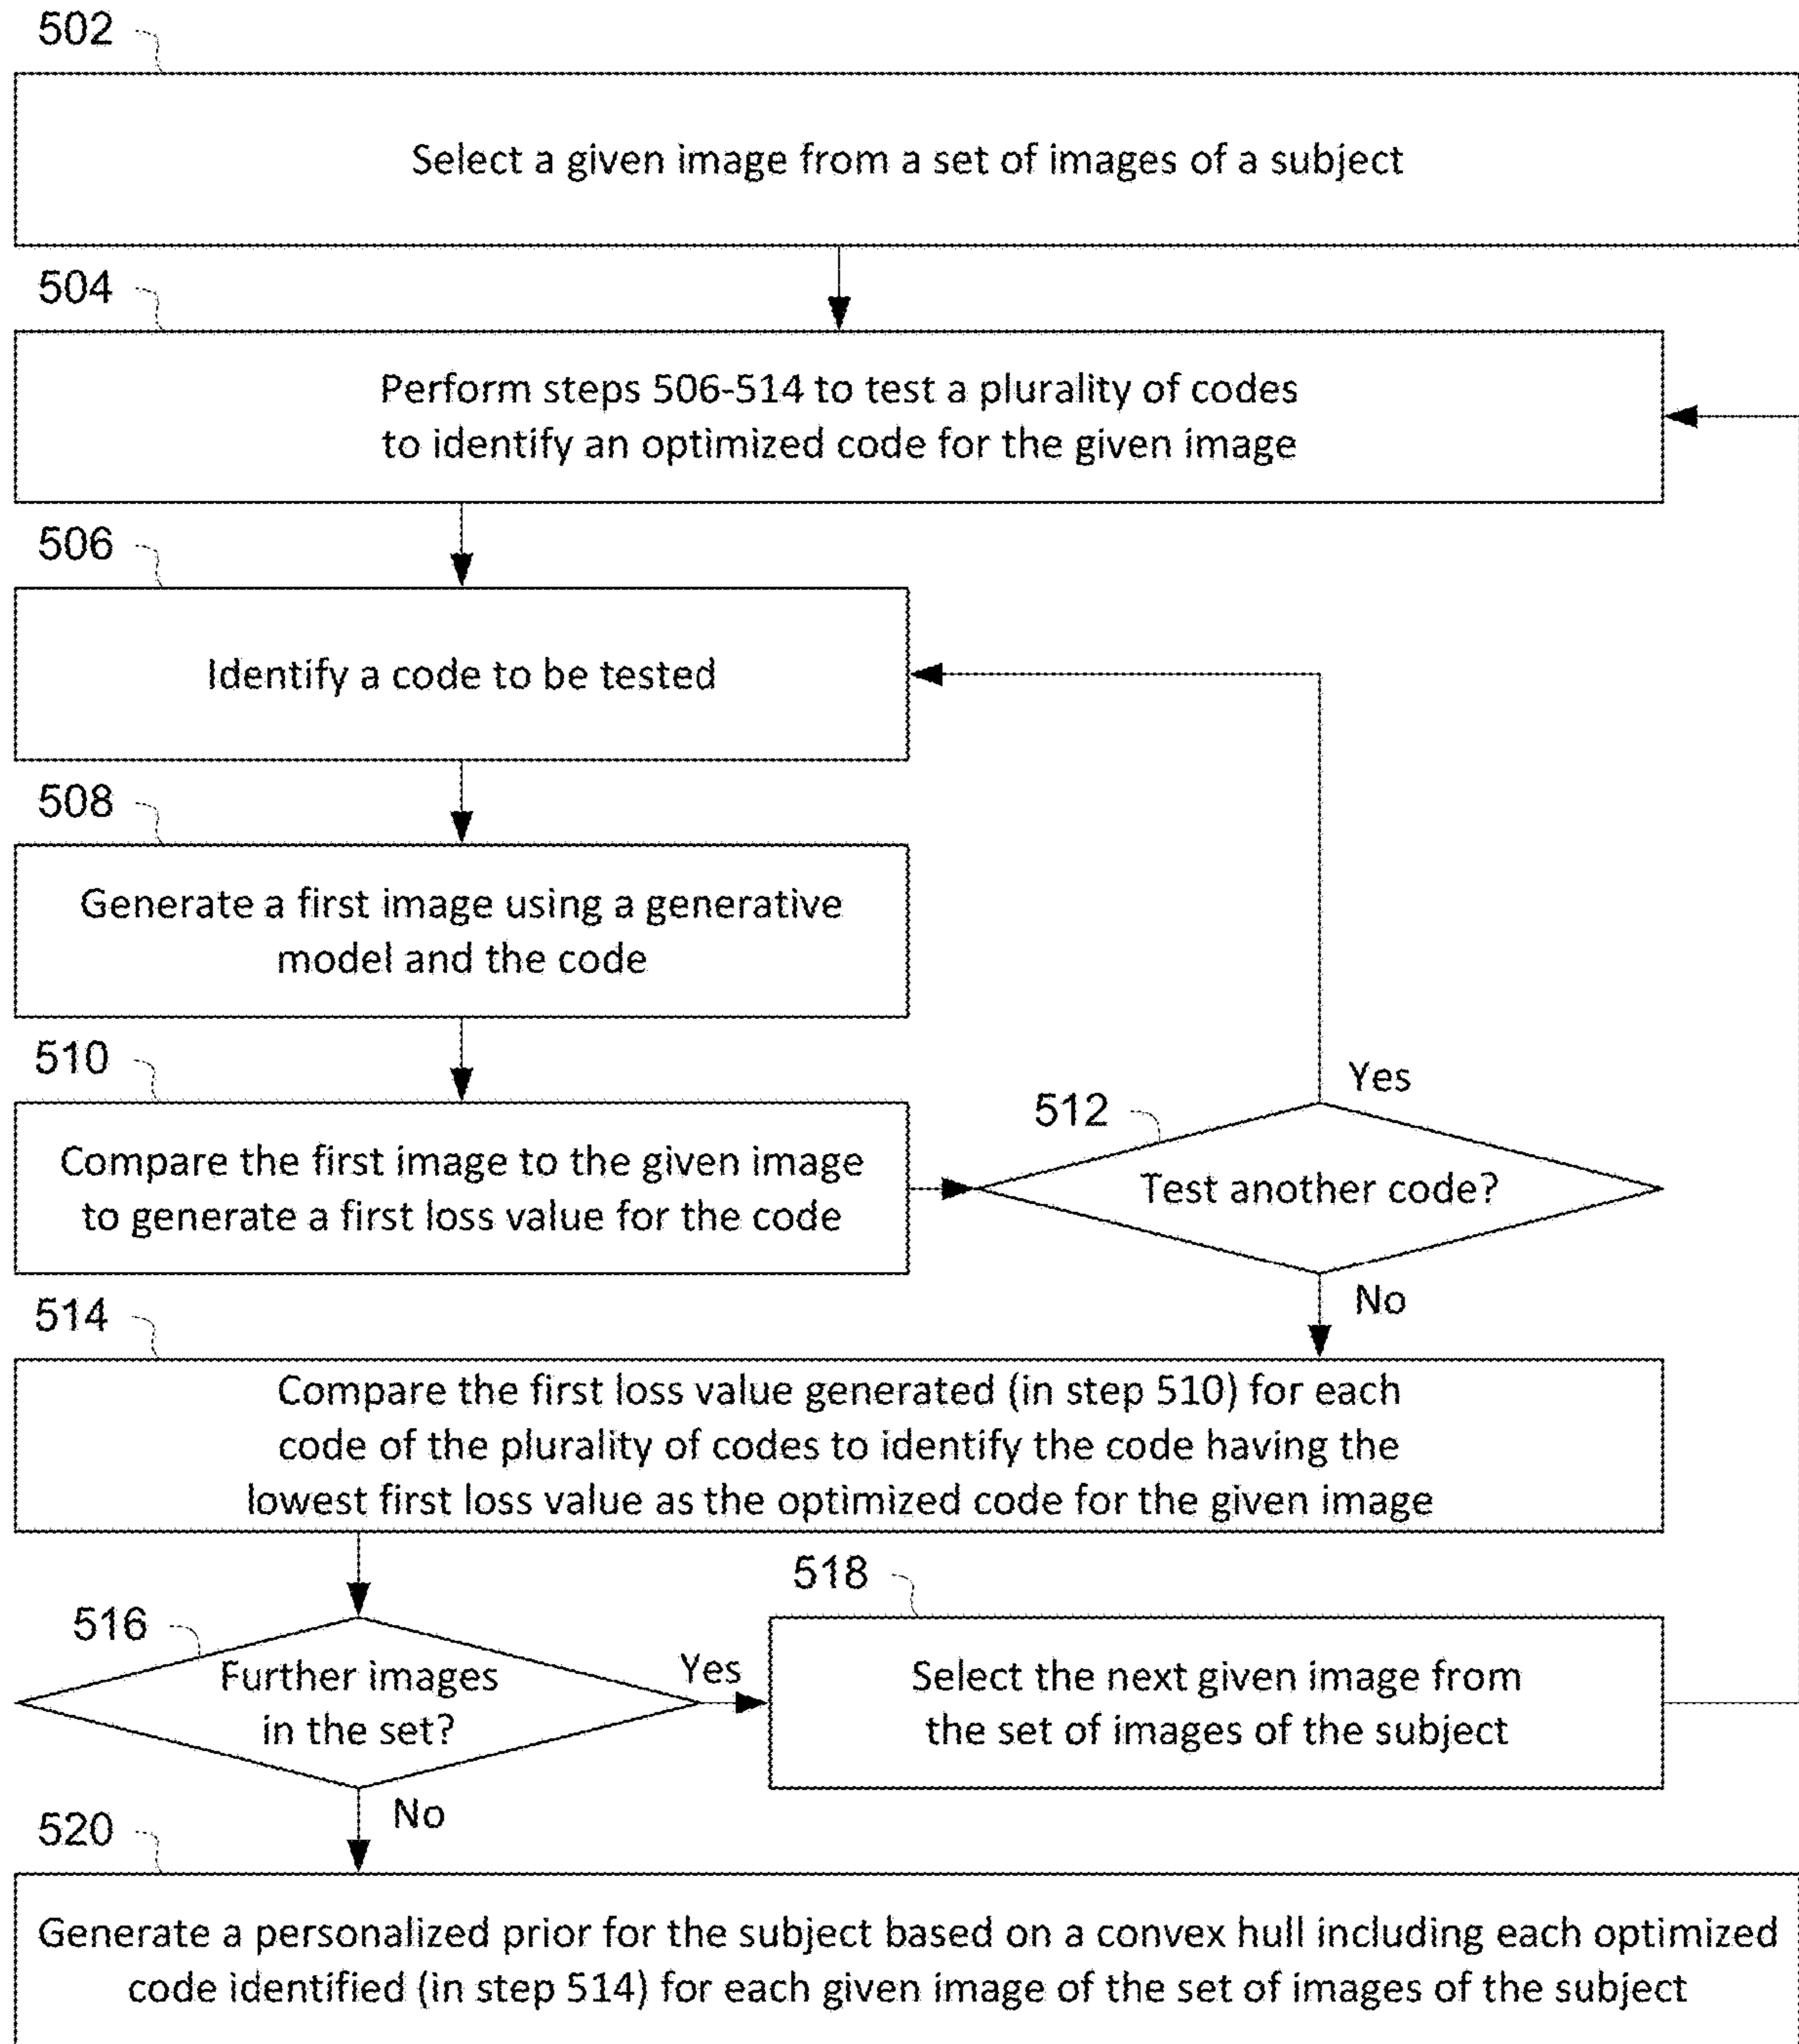 502
Select a given image from a set of images of a subject
504
Perform steps 506-514 to test a plurality of codes
to identify an optimized code for the given image
506
Identify a code to be tested
508
Generate a first image using a generative
model and the code
510
Compare the first image to the given image
to generate a first loss value for the code
512
Yes
Test another code?
No
514
Compare the first loss value generated (in step 510) for each
code of the plurality of codes to identify the code having the
lowest first loss value as the optimized code for the given image
516
Further images
in the set?
Yes
518
Select the next given image from
the set of images of the subject
No
520
Generate a personalized prior for the subject based on a convex hull including each optimized
code identified (in step 514) for each given image of the set of images of the subject